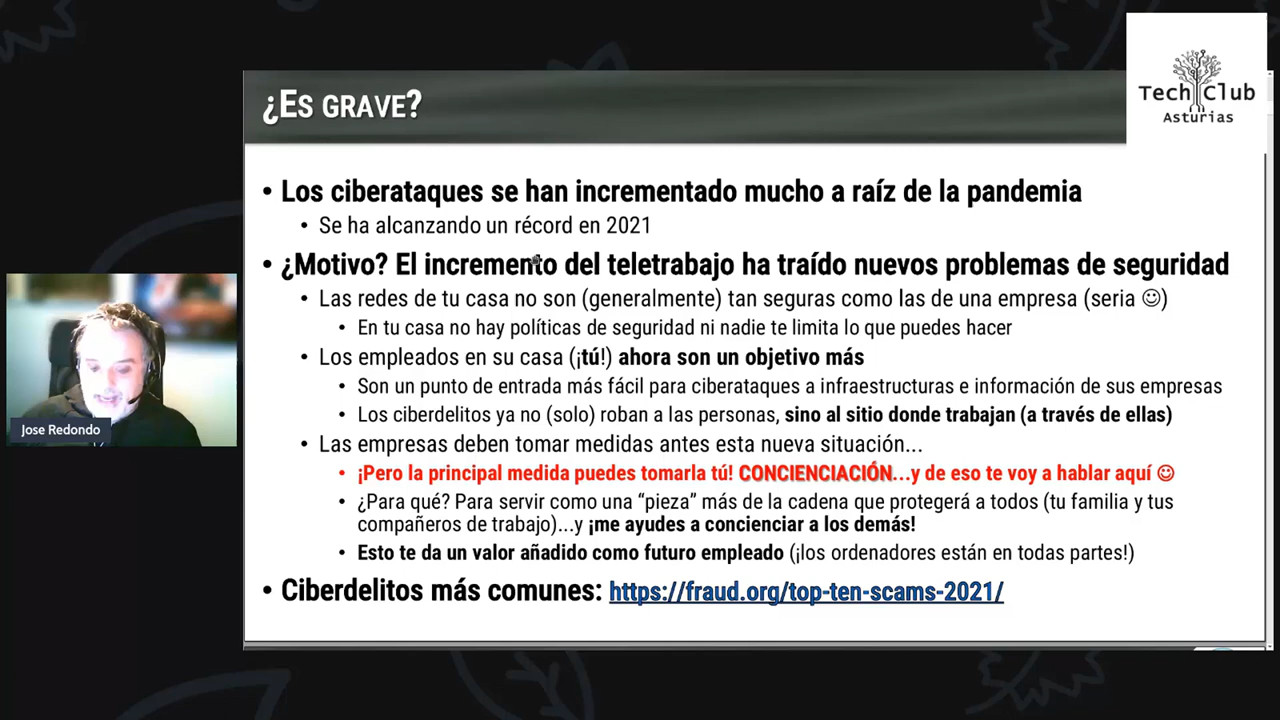 Tech Club
Asturias
¿ES GRAVE?
• Los ciberataques se han incrementado mucho a raíz de la pandemia
• Se ha alcanzando un récord en 2021
• ¿Motivo? El incremento del teletrabajo ha traído nuevos problemas de seguridad
• Las redes de tu casa no son (generalmente) tan seguras como las de una empresa (seria ☺)
• En tu casa no hay políticas de seguridad ni nadie te limita lo que puedes hacer
• Los empleados en su casa (¡tú!) ahora son un objetivo más
• Son un punto de entrada más fácil para ciberataques a infraestructuras e información de sus empresas
• Los ciberdelitos ya no (solo) roban a las personas, sino al sitio donde trabajan (a través de ellas)
• Las empresas deben tomar medidas antes esta nueva situación...
• ¡Pero la principal medida puedes tomarla tú! CONCIENCIACIÓN...y de eso te voy a hablar aquí ☺
• ¿Para qué? Para servir como una “pieza” más de la cadena que protegerá a todos (tu familia y tus
compañeros de trabajo)...y ¡me ayudes a concienciar a los demás!
• Esto te da un valor añadido como futuro empleado (¡los ordenadores están en todas partes!)
• Ciberdelitos más comunes: https://fraud.org/top-ten-scams-2021/
Jose Redondo